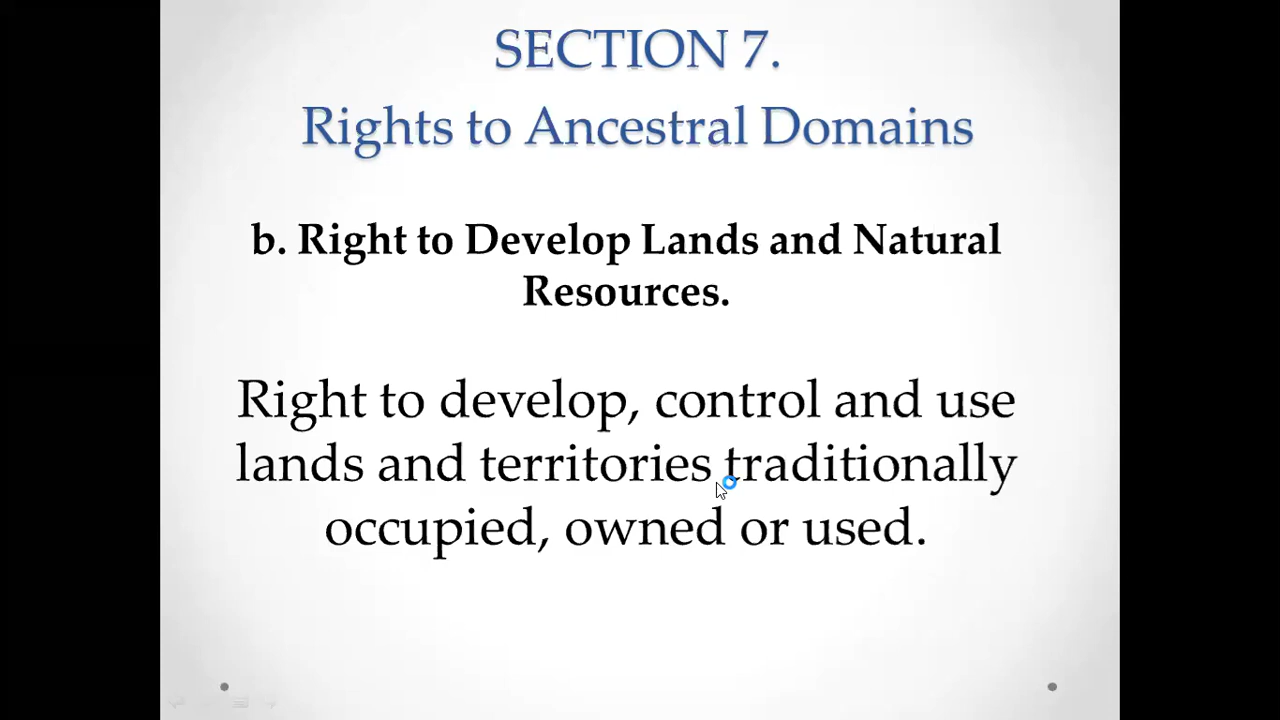 SECTION 7.
Rights to Ancestral Domains
b. Right to Develop Lands and Natural
Resources.
Right to develop, control and use
lands and territories traditionally
occupied, owned or used.